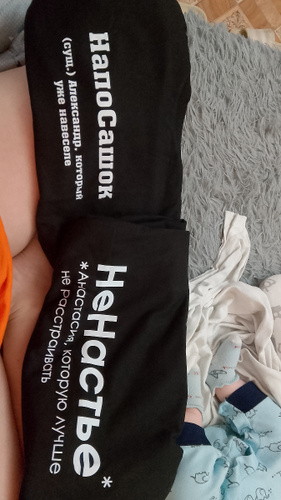 НапоСашок
(сущ.) Александр, который
уже навеселе
НеНастье*
*Анастасия, которую лучше
не расстраивать